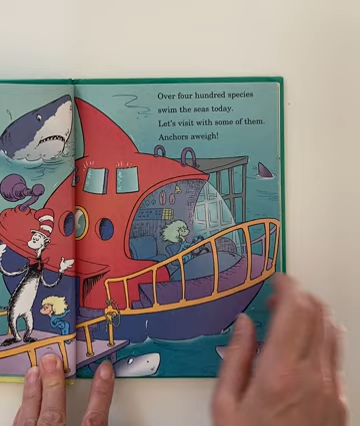 Over four hundred species
swim the seas today.
Let's visit with some of them.
Anchors aweigh!